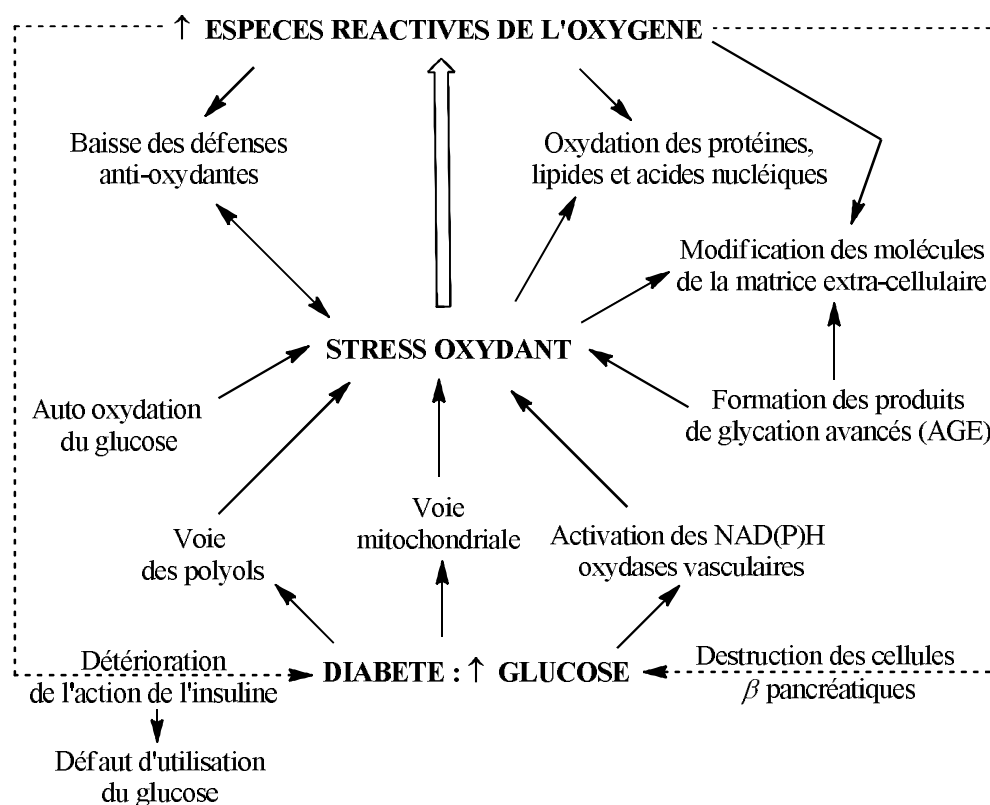 ↑ ESPECES REACTIVES DE L'OXYGENE
Baisse des défenses
anti-oxydantes
Oxydation des protéines,
lipides et acides nucléiques
Modification des molécules
de la matrice extra-cellulaire
STRESS OXYDANT
Auto oxydation
du glucose
Formation des produits
de glycation avancés (AGE)
Voie
des polyols
Voie
mitochondriale
Activation des NAD(P)H
oxydases vasculaires
Détérioration
de l'action de l'insuline
DIABETE : ↑ GLUCOSE
Destruction des cellules
β pancréatiques
Défaut d'utilisation
du glucose